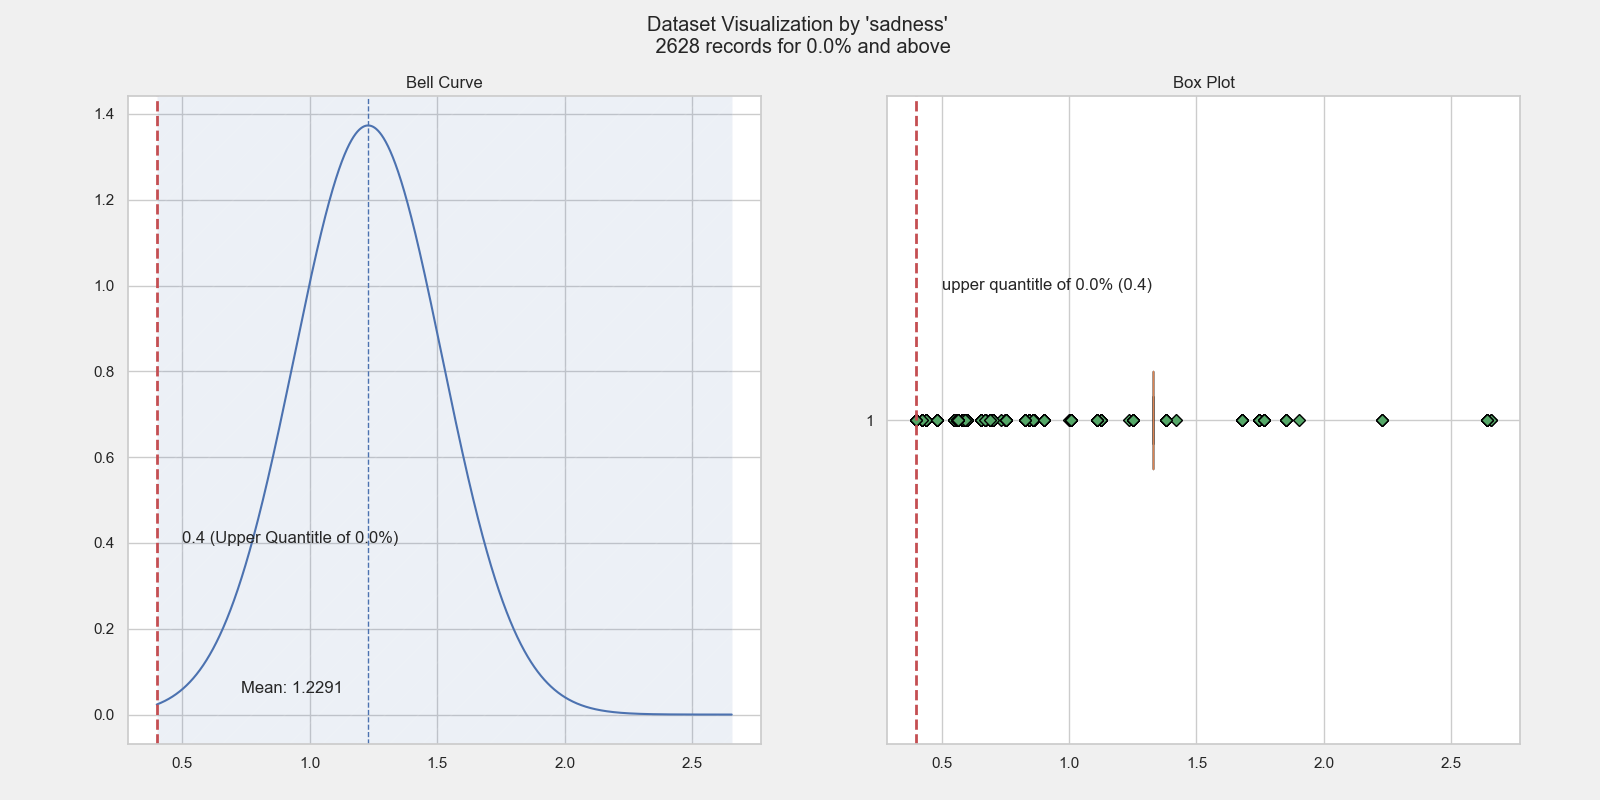 Dataset Visualization by 'sadness'
2628 records for 0.0% and above
Bell Curve
1.4
1.2
1.0
0.8
0.6
0.4
0.2
0.0
0.4 (Upper Quantitle of 0.0%)
Mean: 1.2291
0.5
1.0
1.5
2.0
2.5
Box Plot
upper quantitle of 0.0% (0.4)
1
0.5
1.0
1.5
2.0
2.5